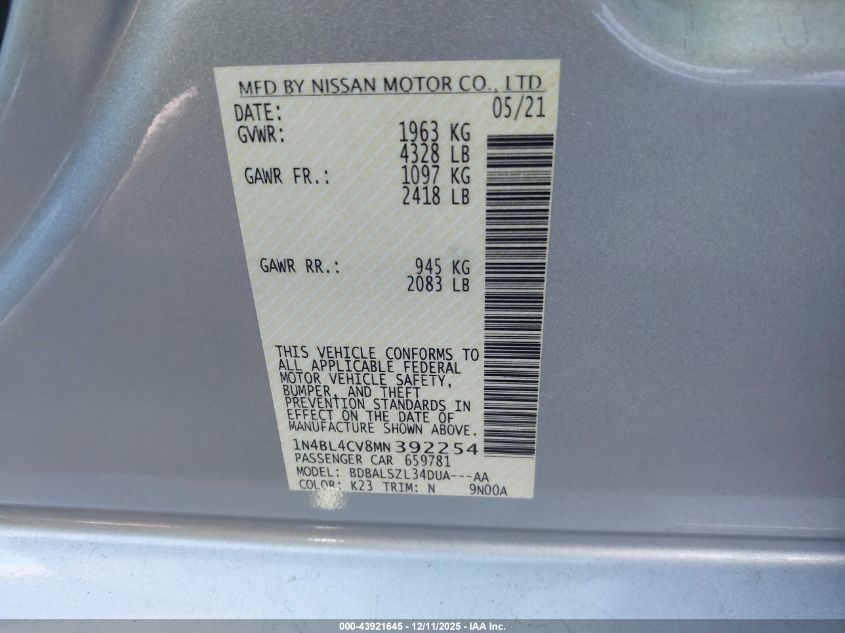 MFD BY NISSAN MOTOR CO., LTD
DATE: 05/21
GVWR: 1963 KG
4328 LB
GAWR FR.: 1097 KG
2418 LB
GAWR RR.: 945 KG
2083 LB
THIS VEHICLE CONFORMS TO
ALL APPLICABLE FEDERAL
MOTOR VEHICLE SAFETY,
BUMPER, AND THEFT
PREVENTION STANDARDS IN
EFFECT ON THE DATE OF
MANUFACTURE SHOWN ABOVE.
1N4BL4CV8MN392254
PASSENGER CAR 659781
MODEL: BDBALSZL34DUA---AA
COLOR: K23 TRIM: N 9N00A
000-43921645 - 12/11/2025 - IAA Inc.